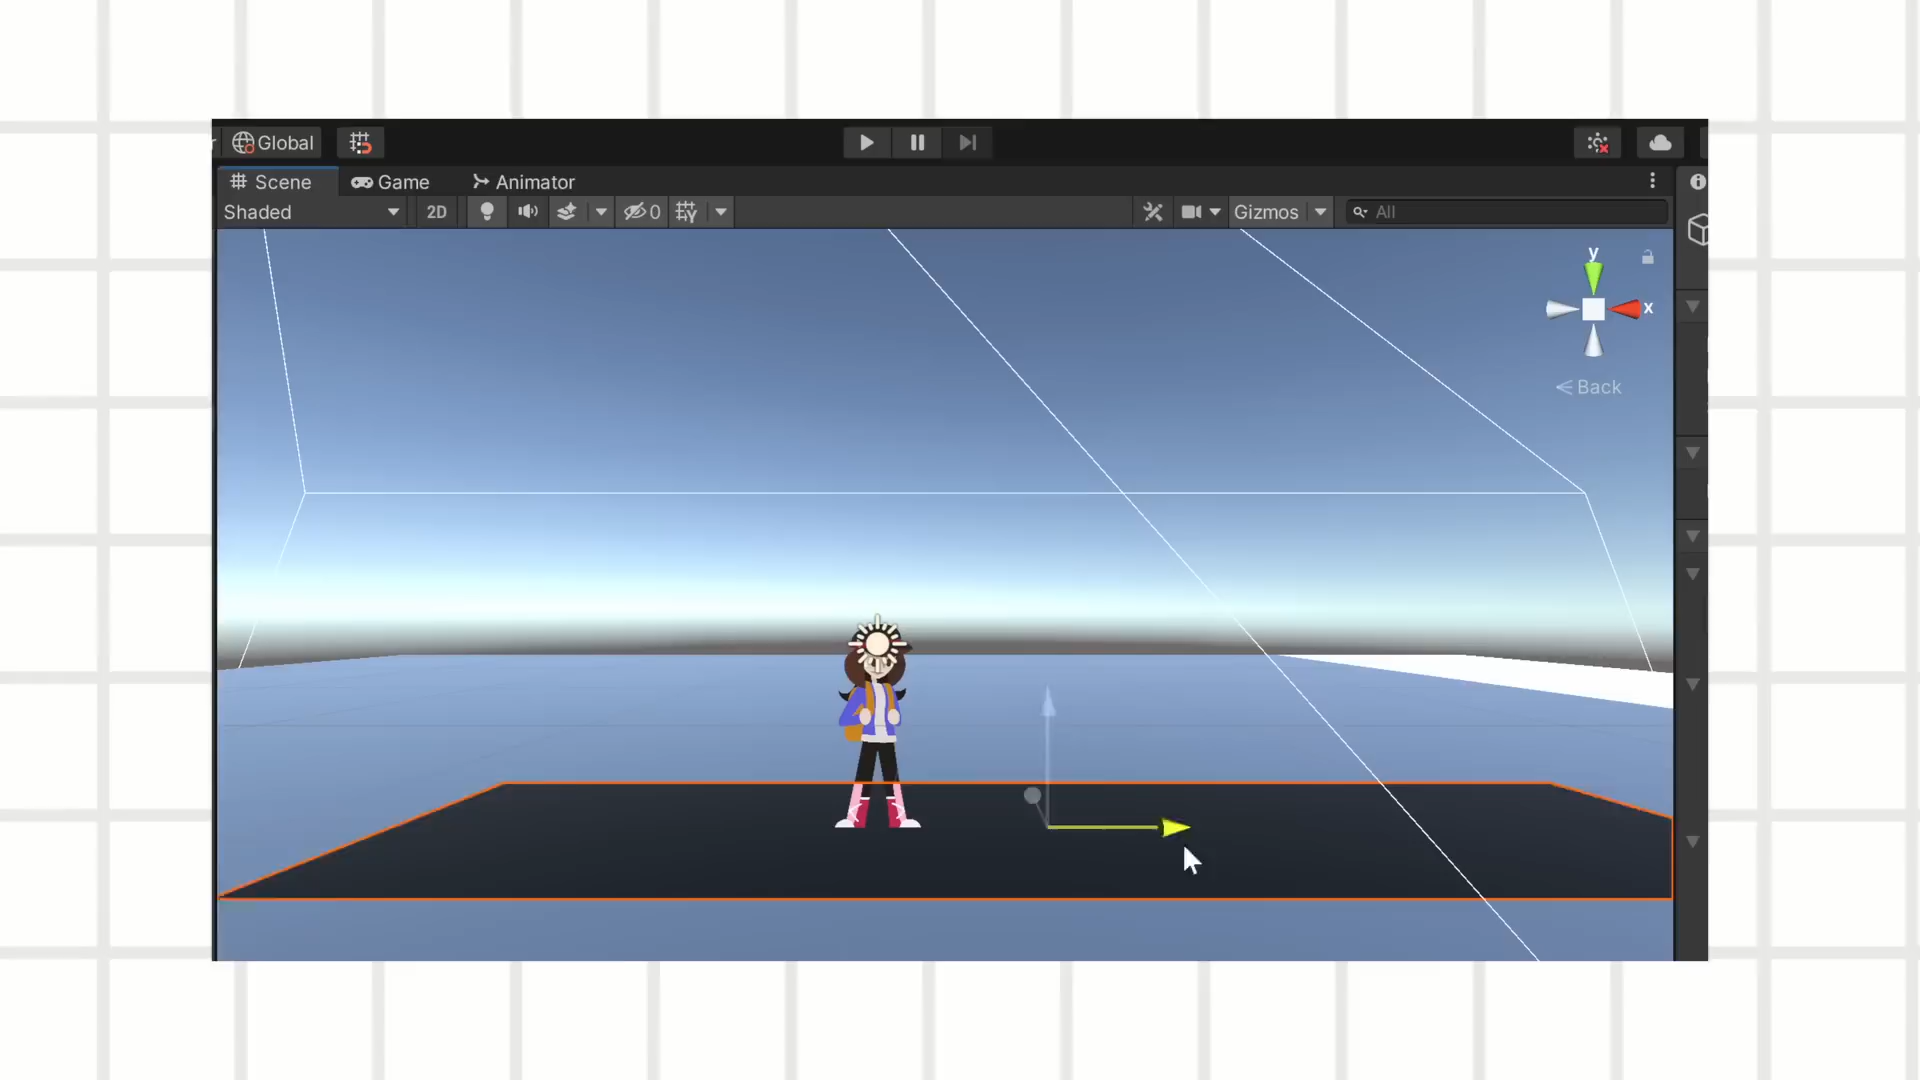 Global
Scene Game Animator
Shaded 2D 0 Gizmos All
y
x
Back